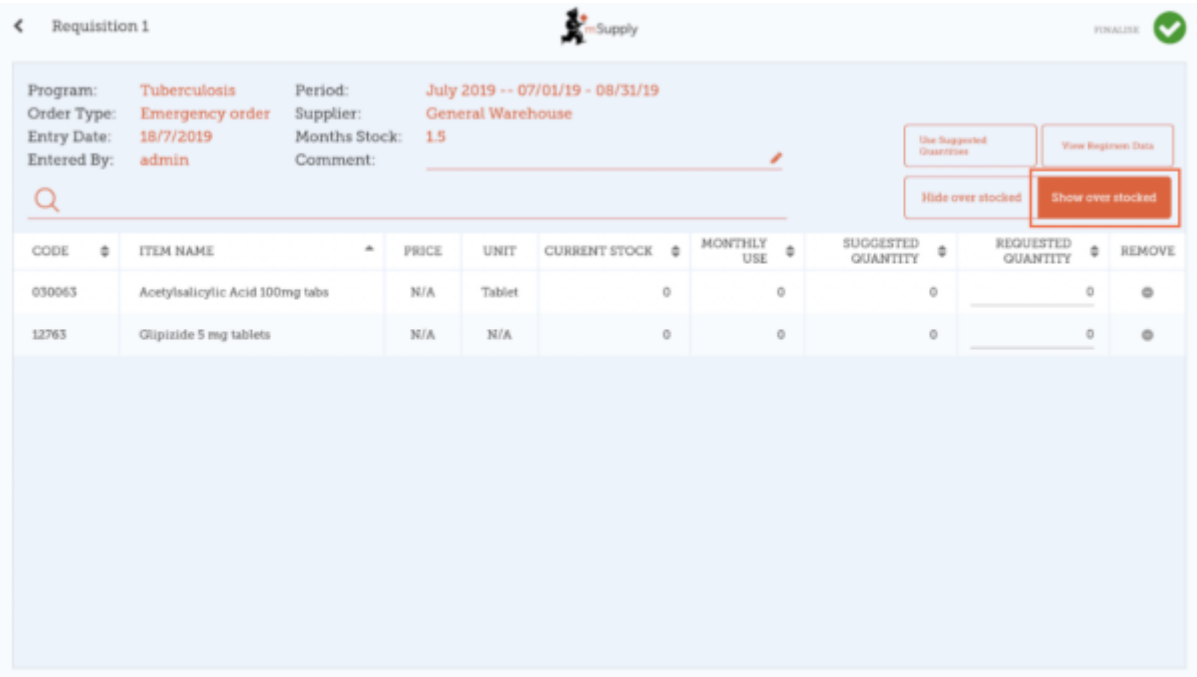 Requisition 1
mSupply
FINALISE
Program: Tuberculosis Period: July 2019 -- 07/01/19 - 08/31/19
Order Type: Emergency order Supplier: General Warehouse
Entry Date: 18/7/2019 Months Stock: 1.5
Entered By: admin Comment:
Use Suggested
Quantities
View Regimen Data
Hide over stocked Show over stocked
CODE ITEM NAME PRICE UNIT CURRENT STOCK MONTHLY USE SUGGESTED QUANTITY REQUESTED QUANTITY REMOVE
030063 Acetylsalicylic Acid 100mg tabs N/A Tablet 0 0 0 0
12763 Glipizide 5 mg tablets N/A N/A 0 0 0 0